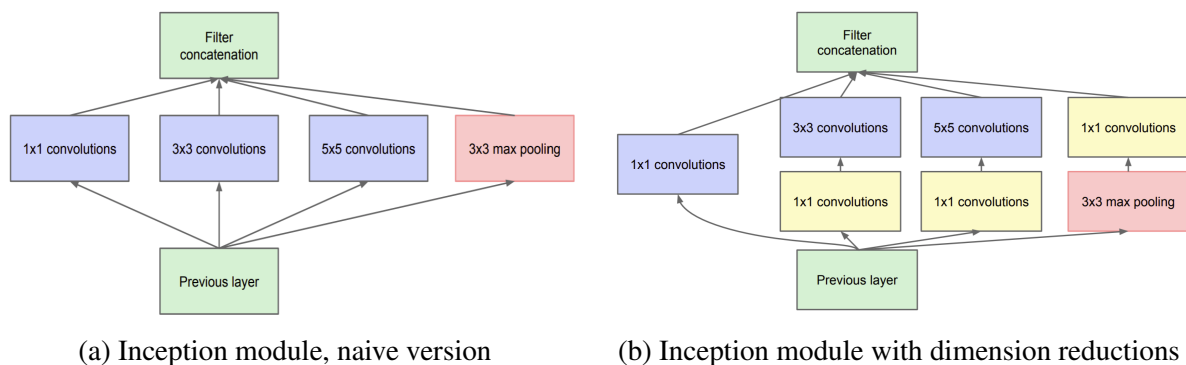 Filter
concatenation
1x1 convolutions
3x3 convolutions
5x5 convolutions
3x3 max pooling
Previous layer
(a) Inception module, naive version
Filter
concatenation
3x3 convolutions
5x5 convolutions
1x1 convolutions
1x1 convolutions
1x1 convolutions
1x1 convolutions
3x3 max pooling
Previous layer
(b) Inception module with dimension reductions